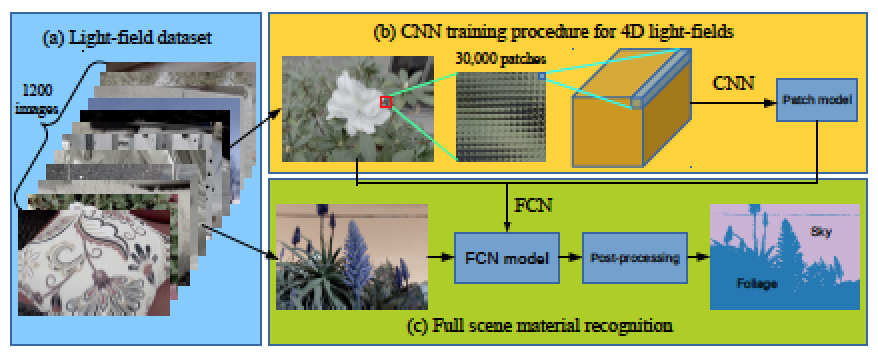 (a) Light-field dataset
1200
images
(b) CNN training procedure for 4D light-fields
30,000 patches
CNN
Patch model
FCN
FCN model
Post-processing
Sky
Foliage
(c) Full scene material recognition